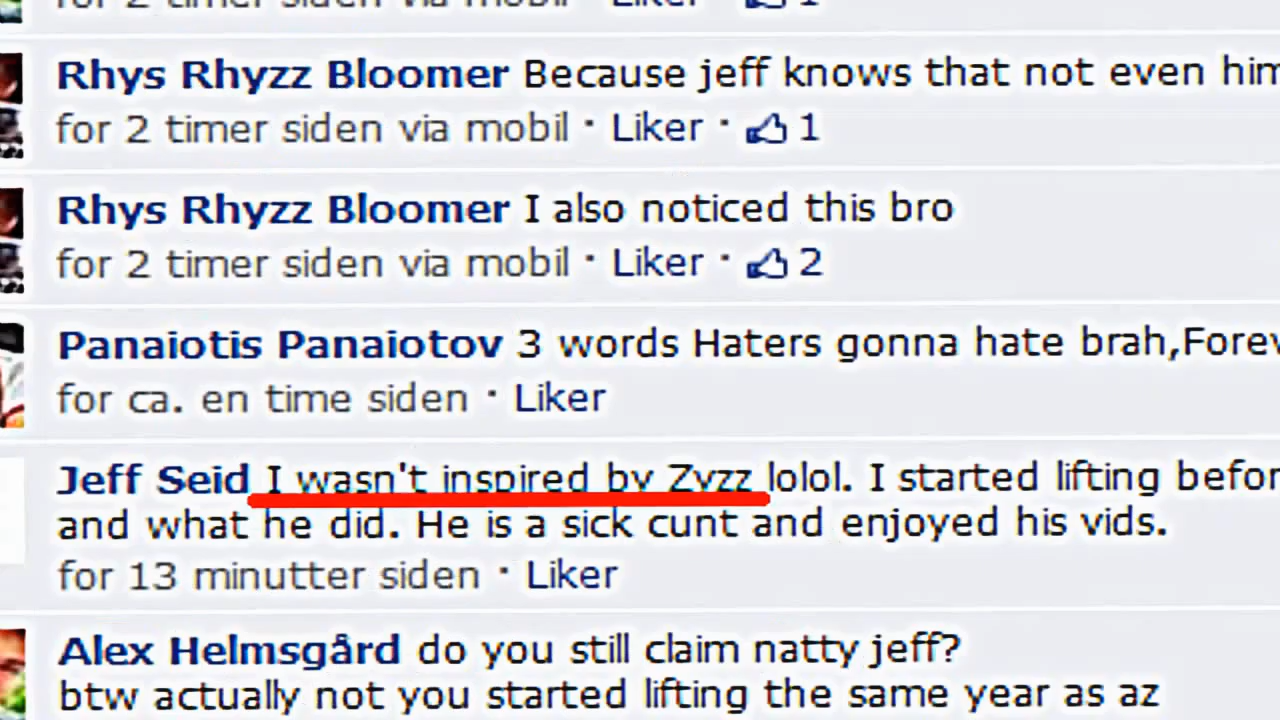 for 2 timer siden via mobil · Liker · 1
Rhys Rhyzz Bloomer Because jeff knows that not even him
for 2 timer siden via mobil · Liker · 1
Rhys Rhyzz Bloomer I also noticed this bro
for 2 timer siden via mobil · Liker · 2
Panaiotis Panaiotov 3 words Haters gonna hate brah,Forev
for ca. en time siden · Liker
Jeff Seid I wasn't inspired by Zyzz lolol. I started lifting befor
and what he did. He is a sick cunt and enjoyed his vids.
for 13 minutter siden · Liker
Alex Helmsgård do you still claim natty jeff?
btw actually not you started lifting the same year as az